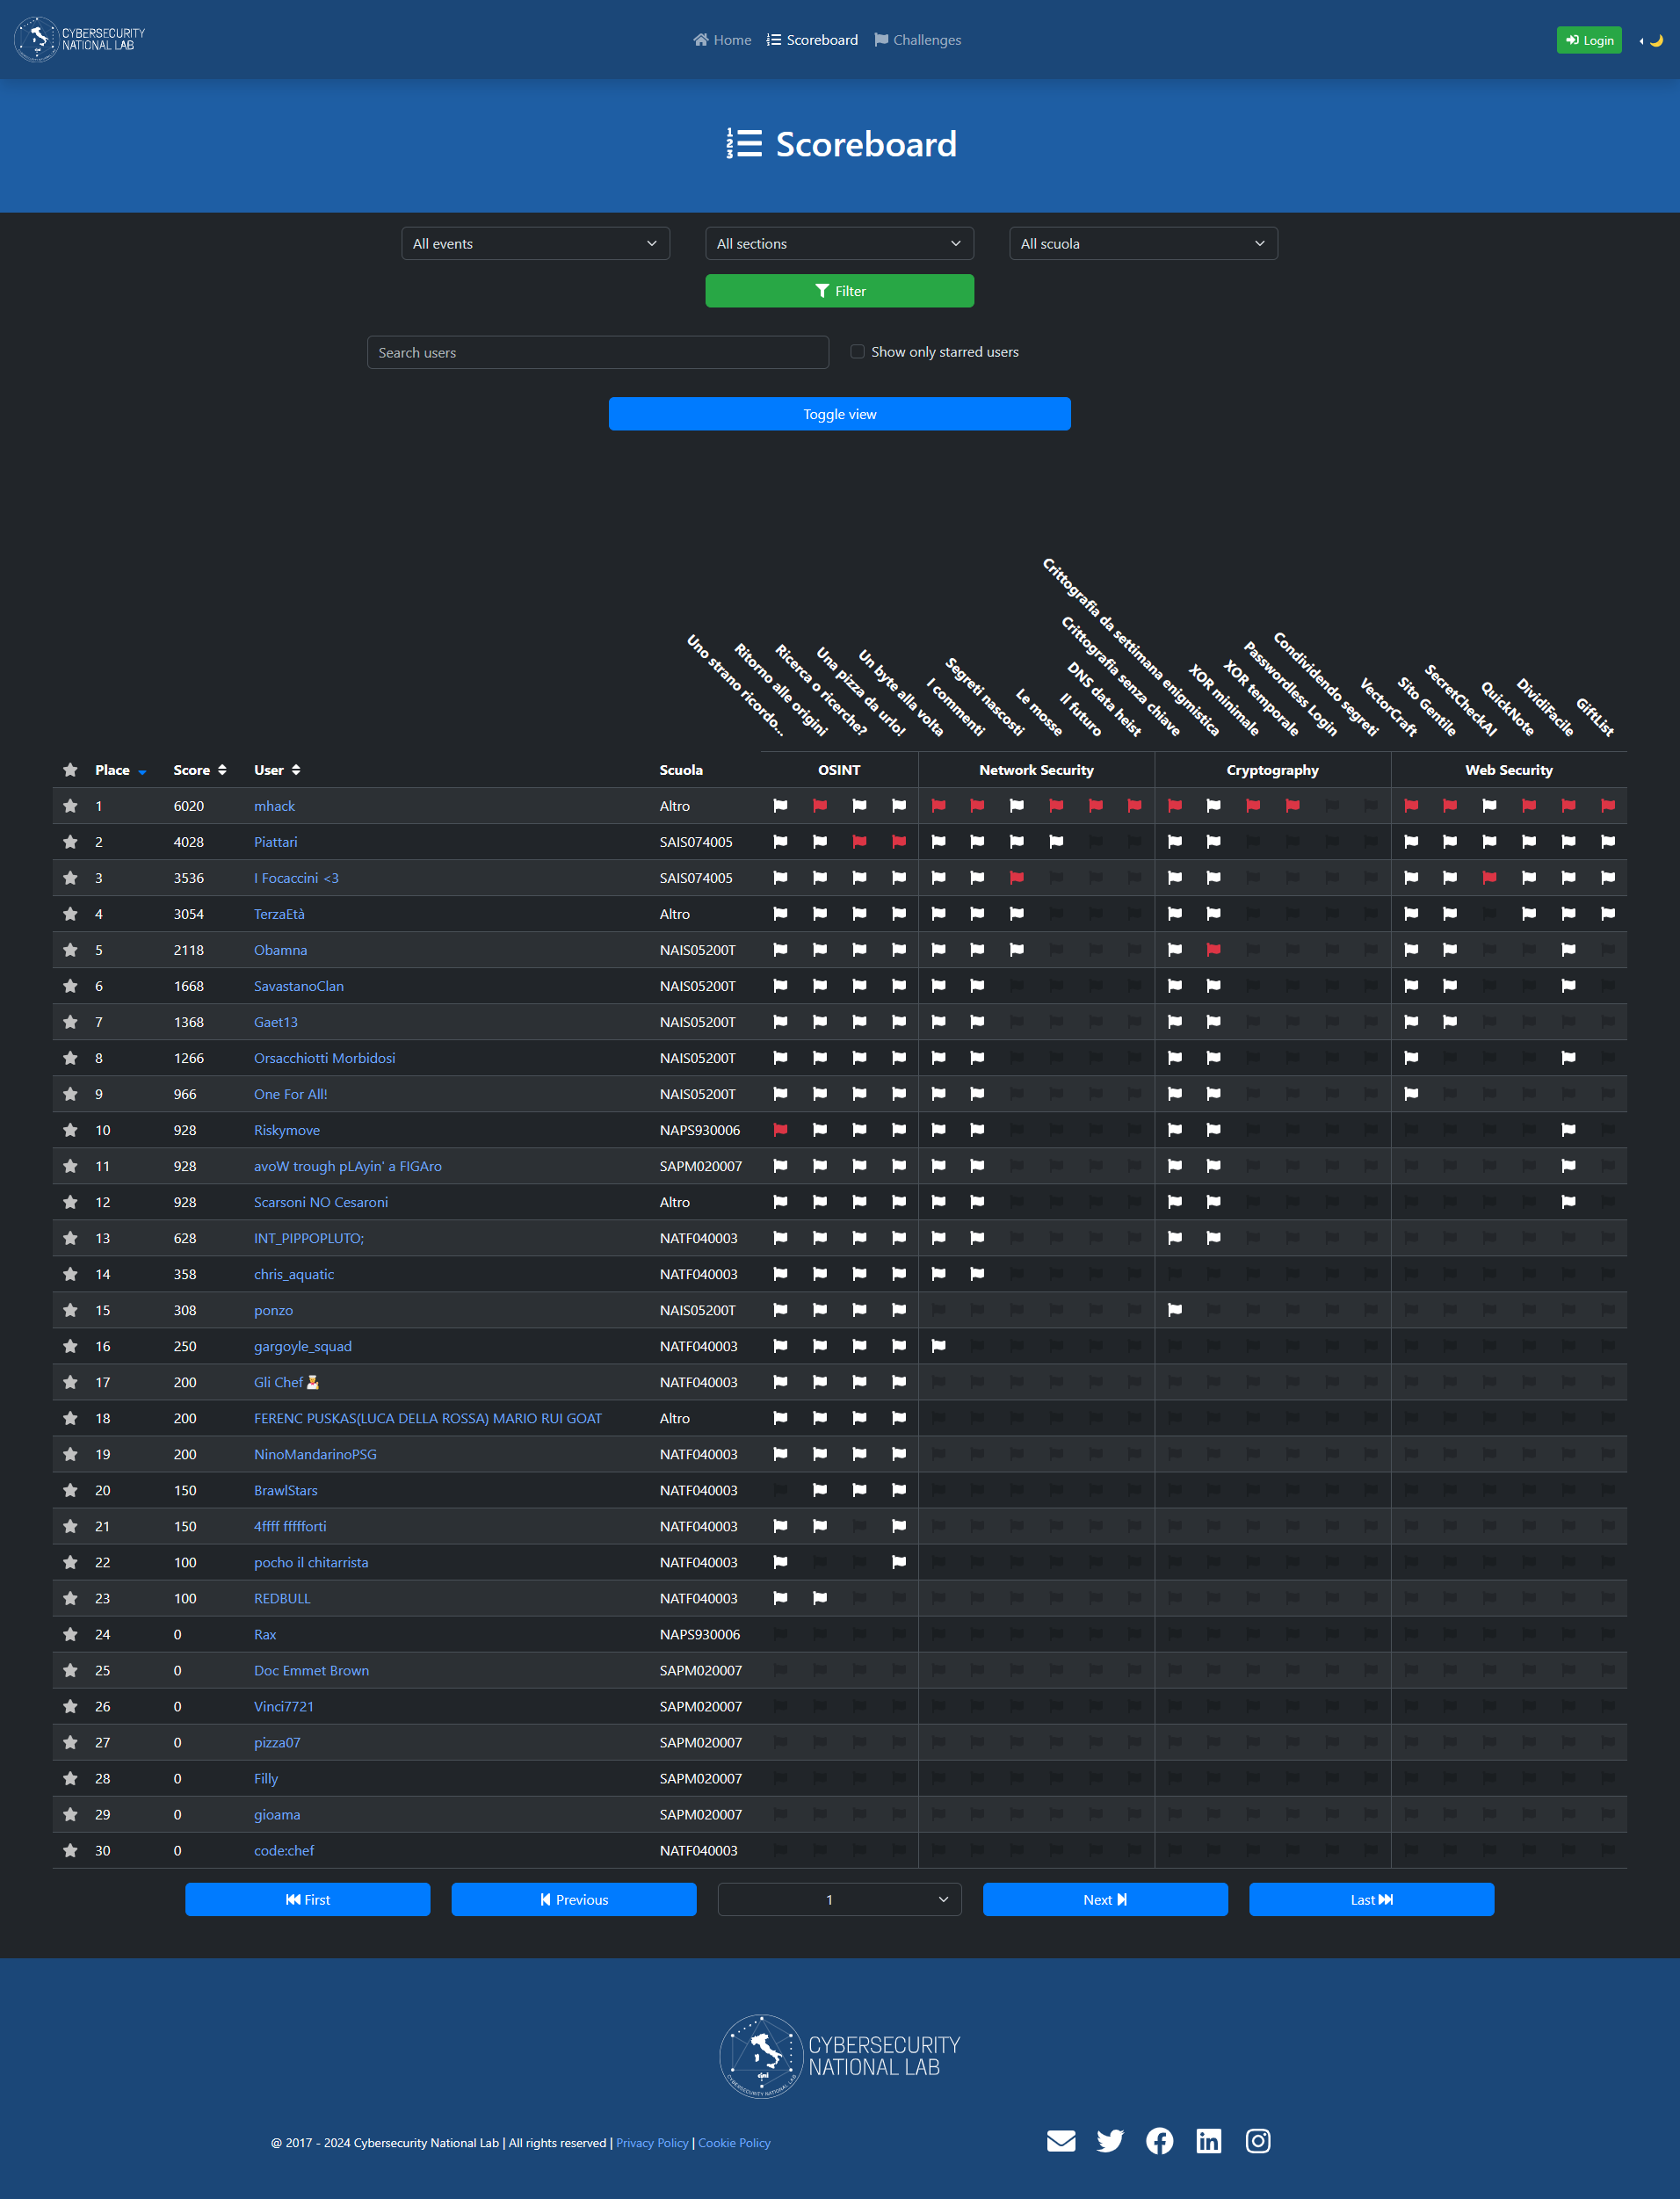 CYBERSECURITY
NATIONAL LAB
Home Scoreboard Challenges
Login
Scoreboard
All events All sections All scuola
Filter
Search users Show only starred users
Toggle view
Uno strano ricordo...
Ritorno alle origini
Ricerca o ricerche?
Una pizza da urlo!
Un byte alla volta
I commenti
Segreti nascosti
Le mosse
Il futuro
DNS data heist
Crittografia senza chiave
Crittografia da settimana enigmistica
XOR minimale
XOR temporale
Passwordless Login
Condividendo segreti
VectorCraft
Sito Gentile
SecretCheckAI
QuickNote
DividiFacile
GiftList
Place Score User Scuola OSINT Network Security Cryptography Web Security
1 6020 mhack Altro
2 4028 Piattari SAIS074005
3 3536 I Focaccini <3 SAIS074005
4 3054 TerzaEtà Altro
5 2118 Obamna NAIS05200T
6 1668 SavastanoClan NAIS05200T
7 1368 Gaet13 NAIS05200T
8 1266 Orsacchiotti Morbidosi NAIS05200T
9 966 One For All! NAIS05200T
10 928 Riskymove NAPS930006
11 928 avoW trough pLAyin' a FIGAro SAPM020007
12 928 Scarsoni NO Cesaroni Altro
13 628 INT_PIPPOPLUTO; NATF040003
14 358 chris_aquatic NATF040003
15 308 ponzo NAIS05200T
16 250 gargoyle_squad NATF040003
17 200 Gli Chef NATF040003
18 200 FERENC PUSKAS(LUCA DELLA ROSSA) MARIO RUI GOAT Altro
19 200 NinoMandarinoPSG NATF040003
20 150 BrawlStars NATF040003
21 150 4ffff ffffforti NATF040003
22 100 pocho il chitarrista NATF040003
23 100 REDBULL NATF040003
24 0 Rax NAPS930006
25 0 Doc Emmet Brown SAPM020007
26 0 Vinci7721 SAPM020007
27 0 pizza07 SAPM020007
28 0 Filly SAPM020007
29 0 gioama SAPM020007
30 0 code:chef NATF040003
First Previous 1 Next Last
CYBERSECURITY
NATIONAL LAB
cini
CYBERSECURITY NATIONAL LAB
@ 2017 - 2024 Cybersecurity National Lab | All rights reserved | Privacy Policy | Cookie Policy